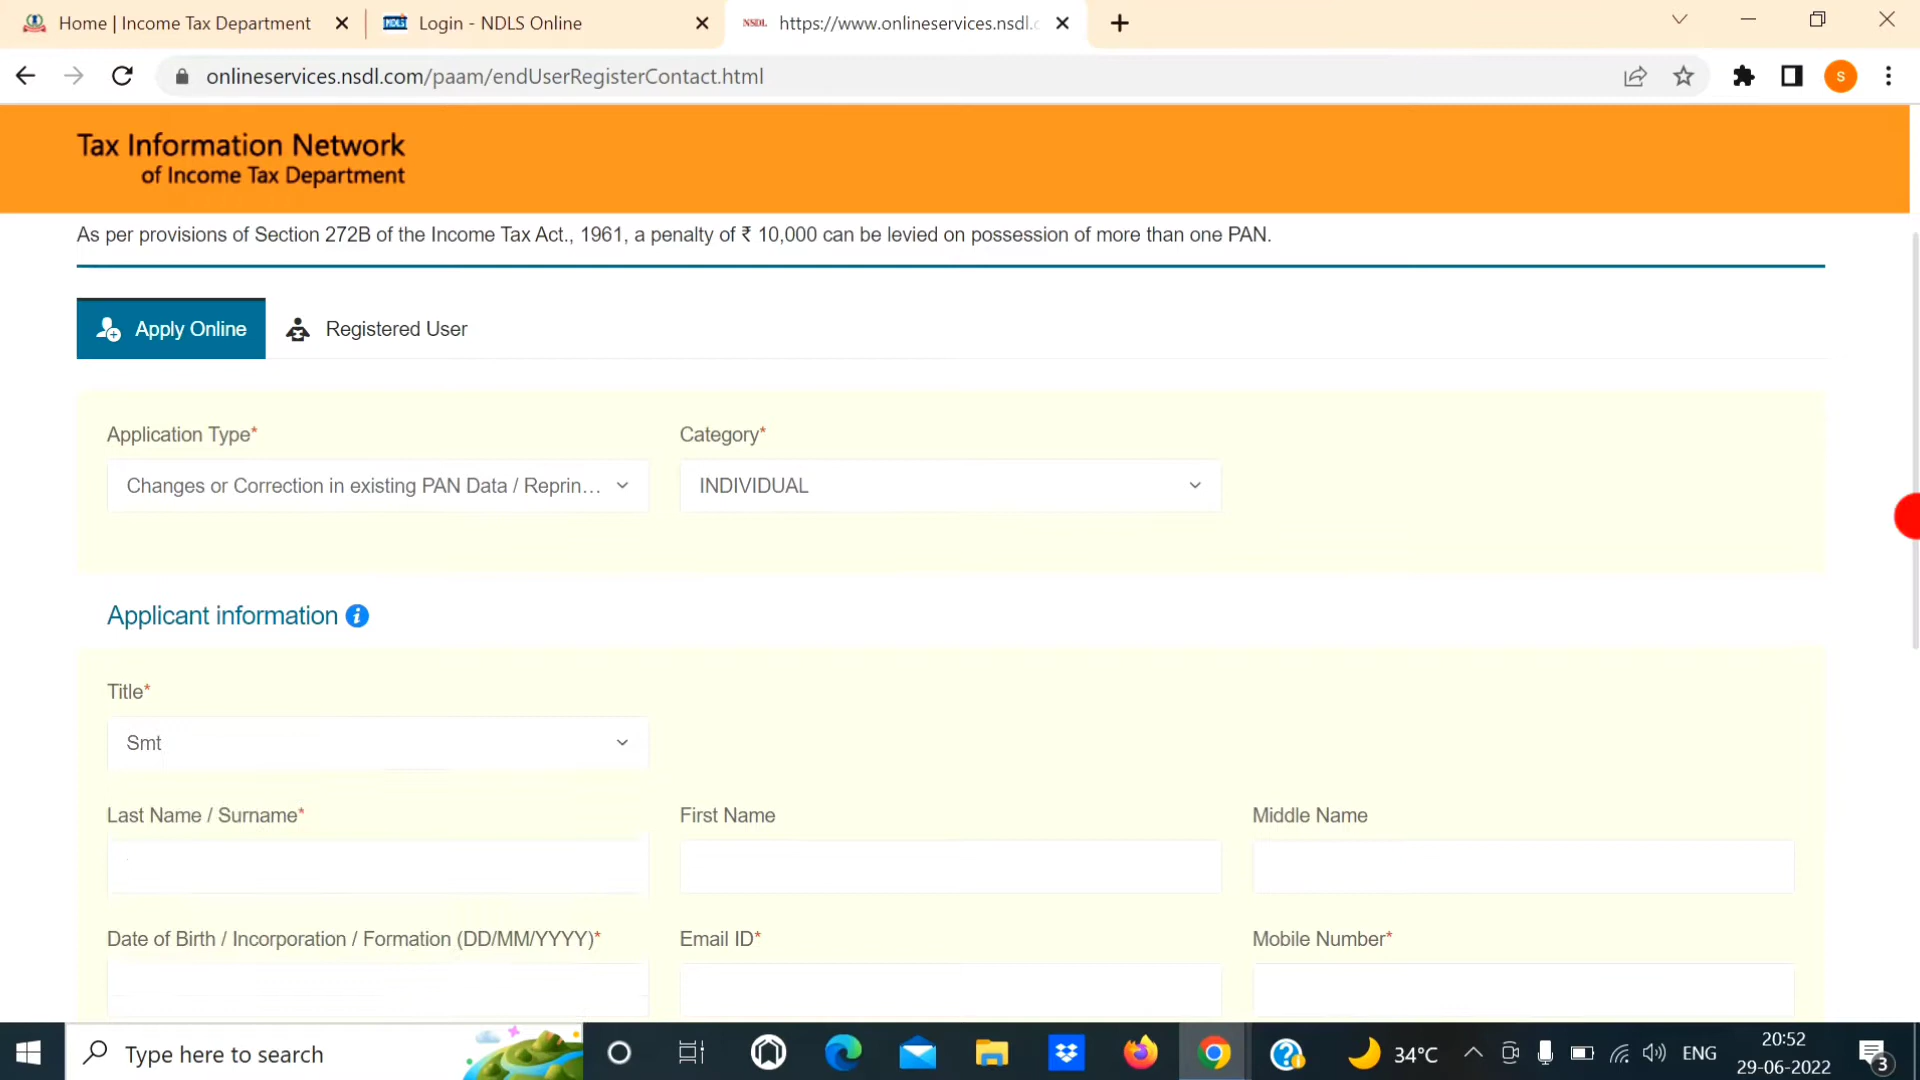 Home | Income Tax Department
Login - NDLS Online
NSDL https://www.onlineservices.nsdl.c
onlineservices.nsdl.com/paam/endUserRegisterContact.html
S
Tax Information Network
of Income Tax Department
As per provisions of Section 272B of the Income Tax Act., 1961, a penalty of ₹ 10,000 can be levied on possession of more than one PAN.
Apply Online
Registered User
Application Type*
Category*
Changes or Correction in existing PAN Data / Reprin...
INDIVIDUAL
Applicant information
Title*
Smt
Last Name / Surname*
First Name
Middle Name
Date of Birth / Incorporation / Formation (DD/MM/YYYY)*
Email ID*
Mobile Number*
Type here to search
34°C
ENG
20:52
29-06-2022
3